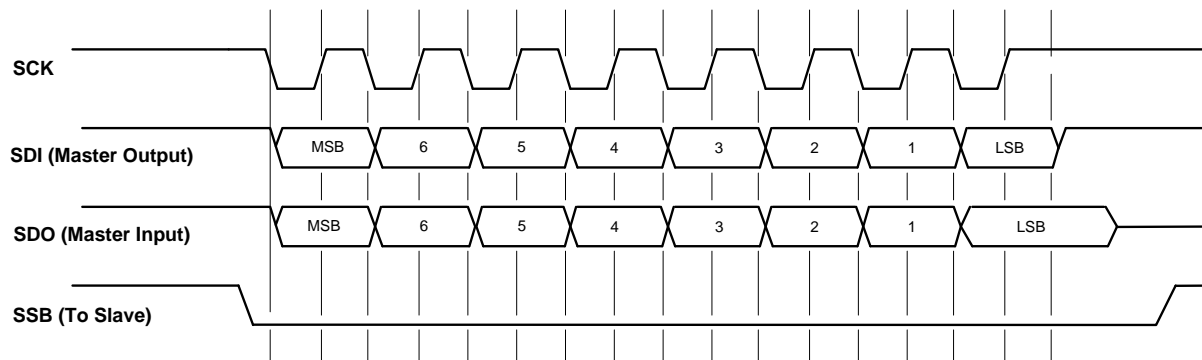 SCK
SDI (Master Output)
MSB 6 5 4 3 2 1 LSB
SDO (Master Input)
MSB 6 5 4 3 2 1 LSB
SSB (To Slave)